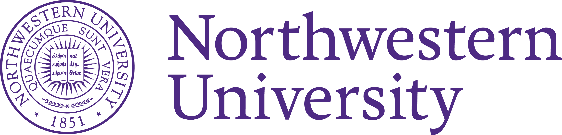 NORTHWESTERN UNIVERSITY
QUAECUMQUE SUNT VERA
1851
Northwestern
University